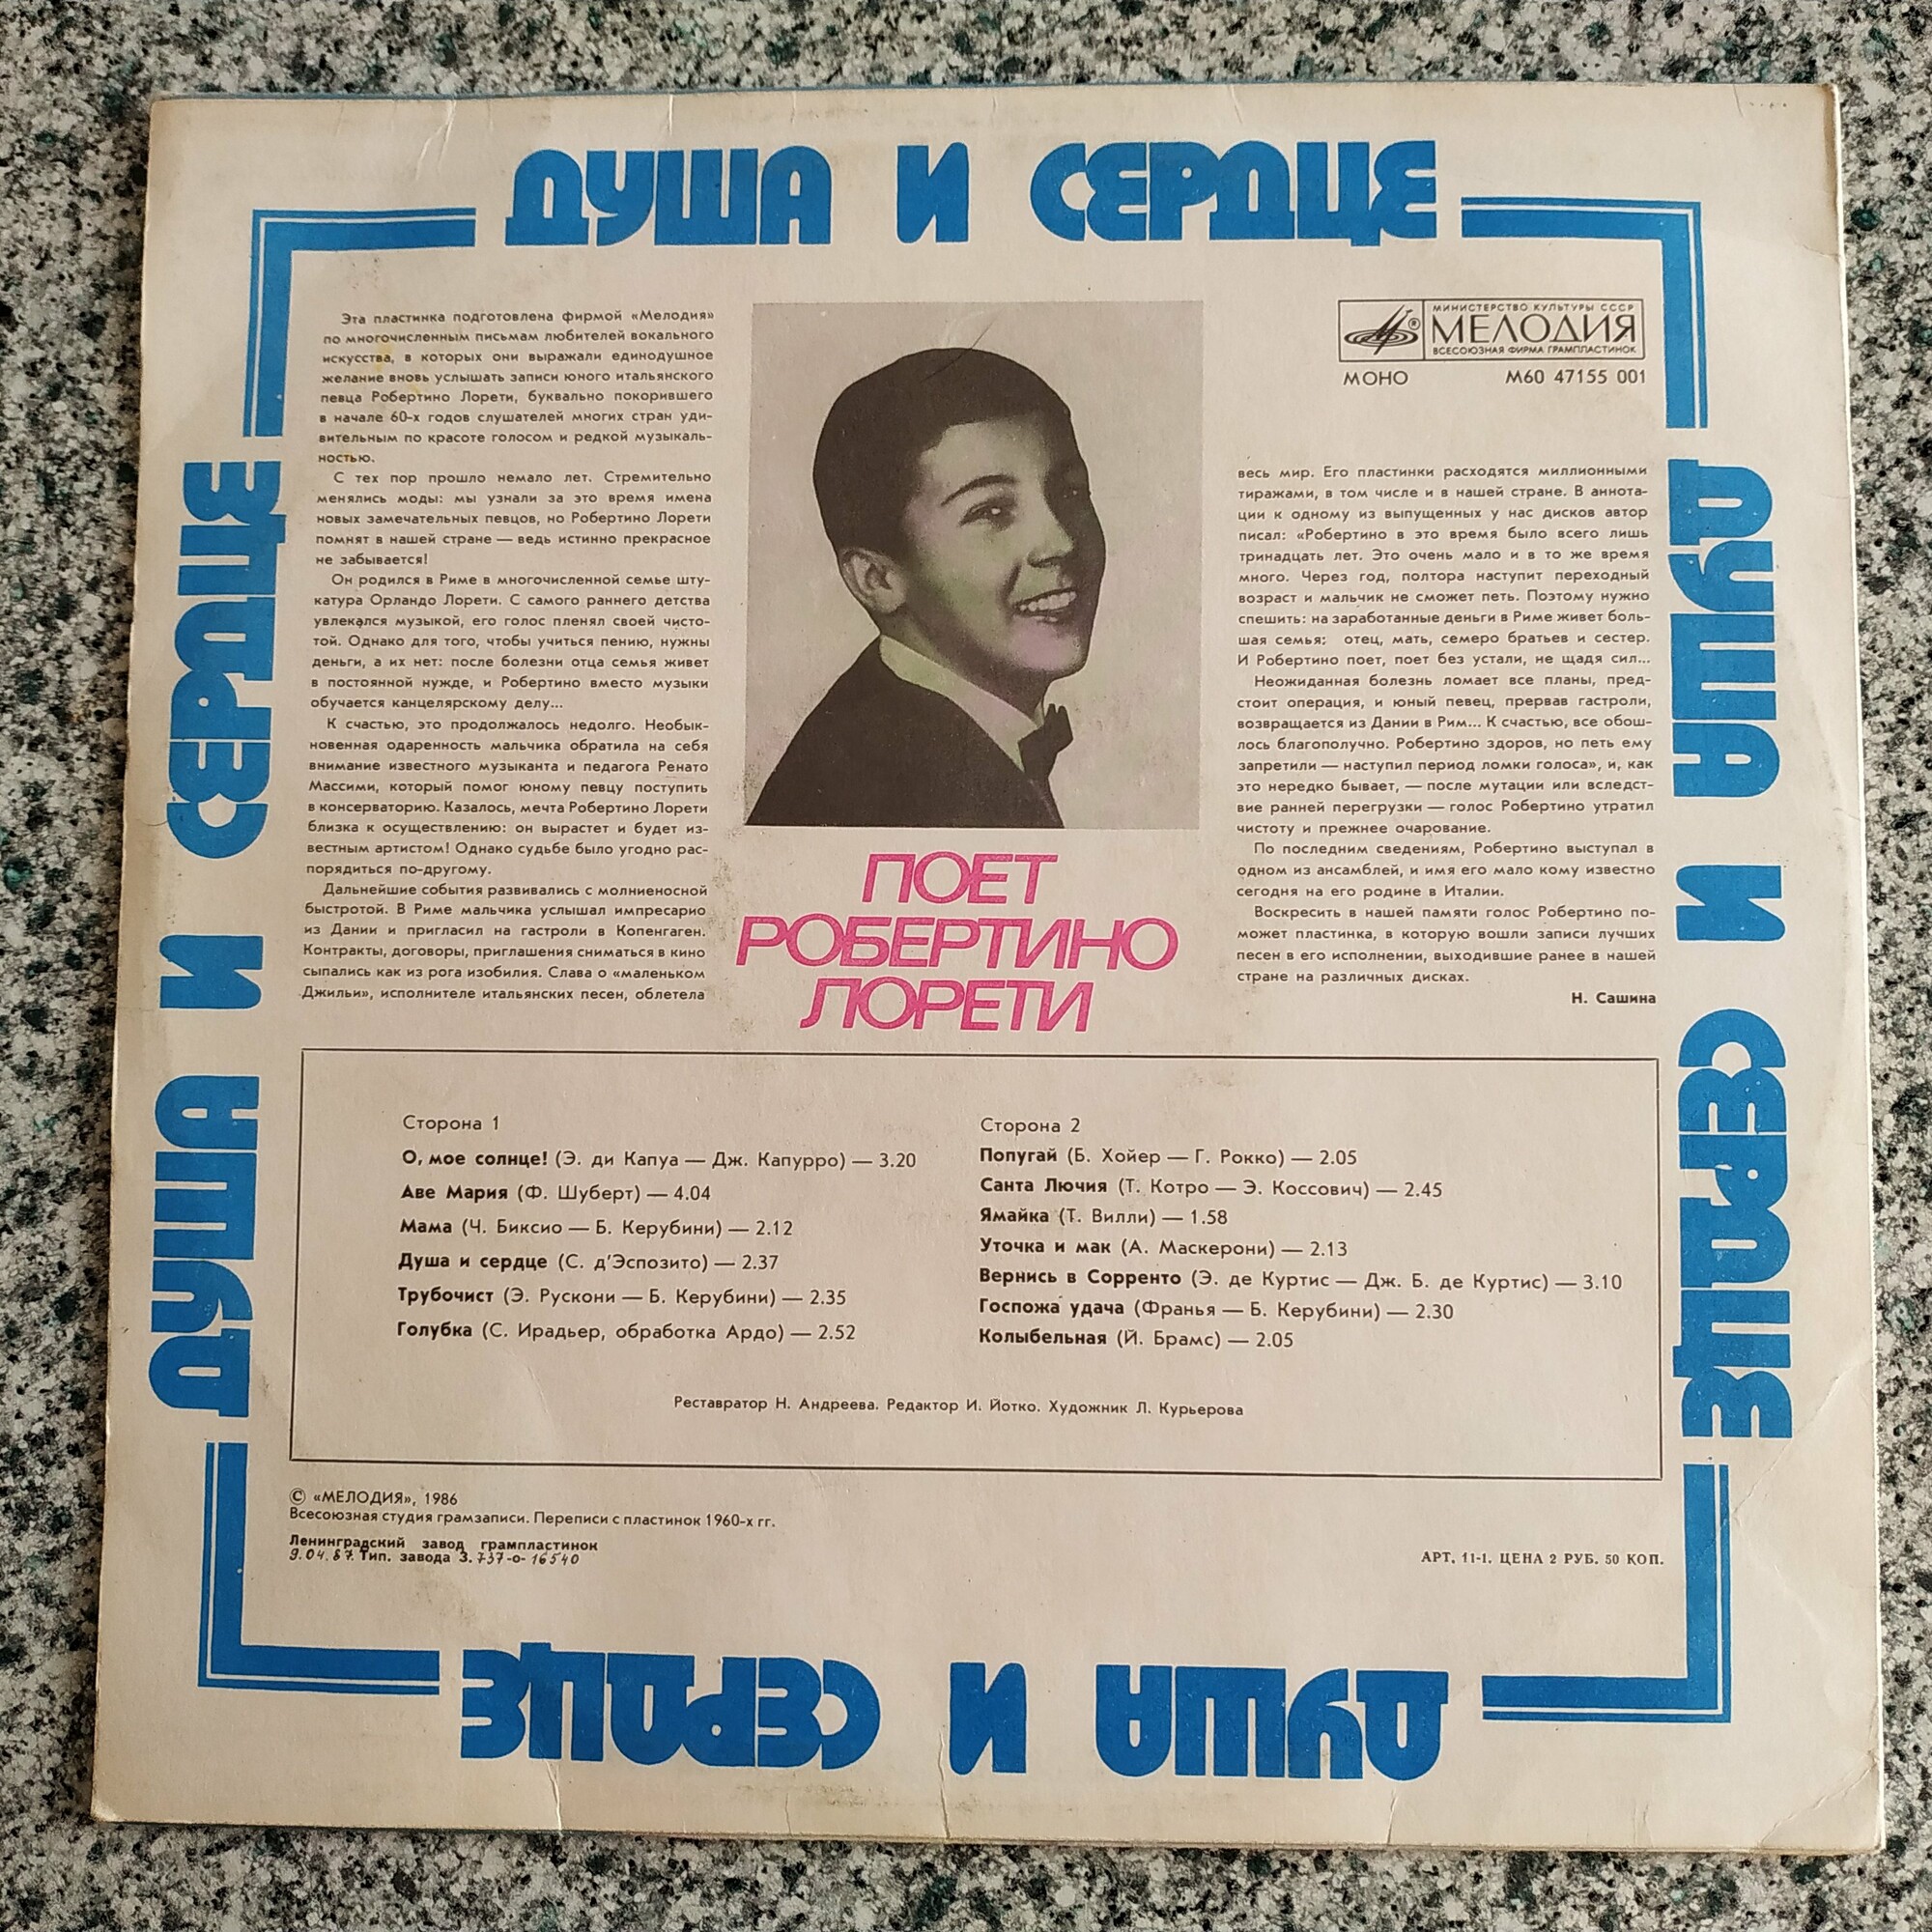 ДУША И СЕРДЦЕ
Эта пластинка подготовлена фирмой «Мелодия»
по многочисленным письмам любителей вокального
искусства, в которых они выражали единодушное
желание вновь услышать записи юного итальянского
певца Робертино Лорети, буквально покорившего
в начале 60-х годов слушателей многих стран уди-
вительным по красоте голосом и редкой музыкаль-
ностью.
С тех пор прошло немало лет. Стремительно
менялись моды: мы узнали за это время имена
новых замечательных певцов, но Робертино Лорети
помнят в нашей стране — ведь истинно прекрасное
не забывается!
Он родился в Риме в многочисленной семье шту-
катура Орландо Лорети. С самого раннего детства
увлекался музыкой, его голос пленял своей чисто-
той. Однако для того, чтобы учиться пению, нужны
деньги, а их нет: после болезни отца семья живет
в постоянной нужде, и Робертино вместо музыки
обучается канцелярскому делу...
К счастью, это продолжалось недолго. Необык-
новенная одаренность мальчика обратила на себя
внимание известного музыканта и педагога Ренато
Массими, который помог юному певцу поступить
в консерваторию. Казалось, мечта Робертино Лорети
близка к осуществлению: он вырастет и будет из-
вестным артистом! Однако судьбе было угодно рас-
порядиться по-другому.
Дальнейшие события развивались с молниеносной
быстротой. В Риме мальчика услышал импресарио
из Дании и пригласил на гастроли в Копенгаген.
Контракты, договоры, приглашения сниматься в кино
сыпались как из рога изобилия. Слава о «маленьком
Джильи», исполнителе итальянских песен, облетела
ПОЕТ
РОБЕРТИНО
ЛОРЕТИ
МИНИСТЕРСТВО КУЛЬТУРЫ СССР
МЕЛОДИЯ
ВСЕСОЮЗНАЯ ФИРМА ГРАМПЛАСТИНОК
МОНО М60 47155 001
весь мир. Его пластинки расходятся миллионными
тиражами, в том числе и в нашей стране. В аннота-
ции к одному из выпущенных у нас дисков автор
писал: «Робертино в это время было всего лишь
тринадцать лет. Это очень мало и в то же время
много. Через год, полтора наступит переходный
возраст и мальчик не сможет петь. Поэтому нужно
спешить: на заработанные деньги в Риме живет боль-
шая семья: отец, мать, семеро братьев и сестер.
И Робертино поет, поет без устали, не щадя сил...
Неожиданная болезнь ломает все планы, пред-
стоит операция, и юный певец, прервав гастроли,
возвращается из Дании в Рим... К счастью, все обош-
лось благополучно. Робертино здоров, но петь ему
запретили — наступил период ломки голоса», и, как
это нередко бывает, — после мутации или вследст-
вие ранней перегрузки — голос Робертино утратил
чистоту и прежнее очарование.
По последним сведениям, Робертино выступал в
одном из ансамблей, и имя его мало кому известно
сегодня на его родине в Италии.
Воскресить в нашей памяти голос Робертино по-
может пластинка, в которую вошли записи лучших
песен в его исполнении, выходившие ранее в нашей
стране на различных дисках.
Н. Сашина
ДУША И СЕРДЦЕ
ДУША И СЕРДЦЕ
Сторона 1
О, мое солнце! (Э. ди Капуа — Дж. Капурро) — 3.20
Аве Мария (Ф. Шуберт) — 4.04
Мама (Ч. Биксио — Б. Керубини) — 2.12
Душа и сердце (С. д'Эспозито) — 2.37
Трубочист (Э. Рускони — Б. Керубини) — 2.35
Голубка (С. Ирадьер, обработка Ардо) — 2.52
Сторона 2
Попугай (Б. Хойер — Г. Рокко) — 2.05
Санта Лючия (Т. Котро — Э. Коссович) — 2.45
Ямайка (Т. Вилли) — 1.58
Уточка и мак (А. Маскерони) — 2.13
Вернись в Сорренто (Э. де Куртис — Дж. Б. де Куртис) — 3.10
Госпожа удача (Франья — Б. Керубини) — 2.30
Колыбельная (Й. Брамс) — 2.05
Реставратор Н. Андреева. Редактор И. Йотко. Художник Л. Курьерова
© «МЕЛОДИЯ», 1986
Всесоюзная студия грамзаписи. Переписи с пластинок 1960-х гг.
Ленинградский завод грампластинок
9.04.87. Тип. завода З. 737-о-16540
АРТ. 11-1. ЦЕНА 2 РУБ. 50 КОП.
ДУША И СЕРДЦЕ